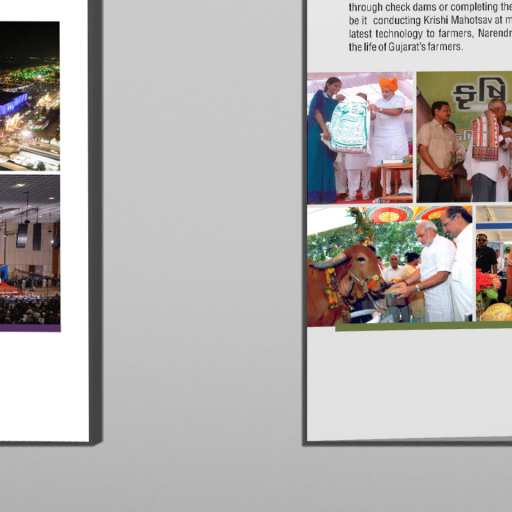 through check dams or completing the
be it conducting Krishi Mahotsav at m
latest technology to farmers, Narendr
the life of Gujarat's farmers.
કૃષિ